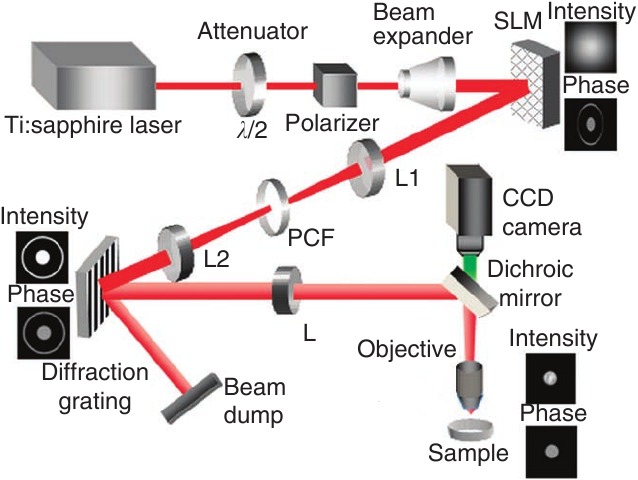 Attenuator
Beam
expander
SLM
Intensity
Phase
Ti:sapphire laser
λ/2
Polarizer
L1
PCF
L2
CCD
camera
Intensity
Phase
Dichroic
mirror
L
Diffraction
grating
Beam
dump
Objective
Intensity
Phase
Sample